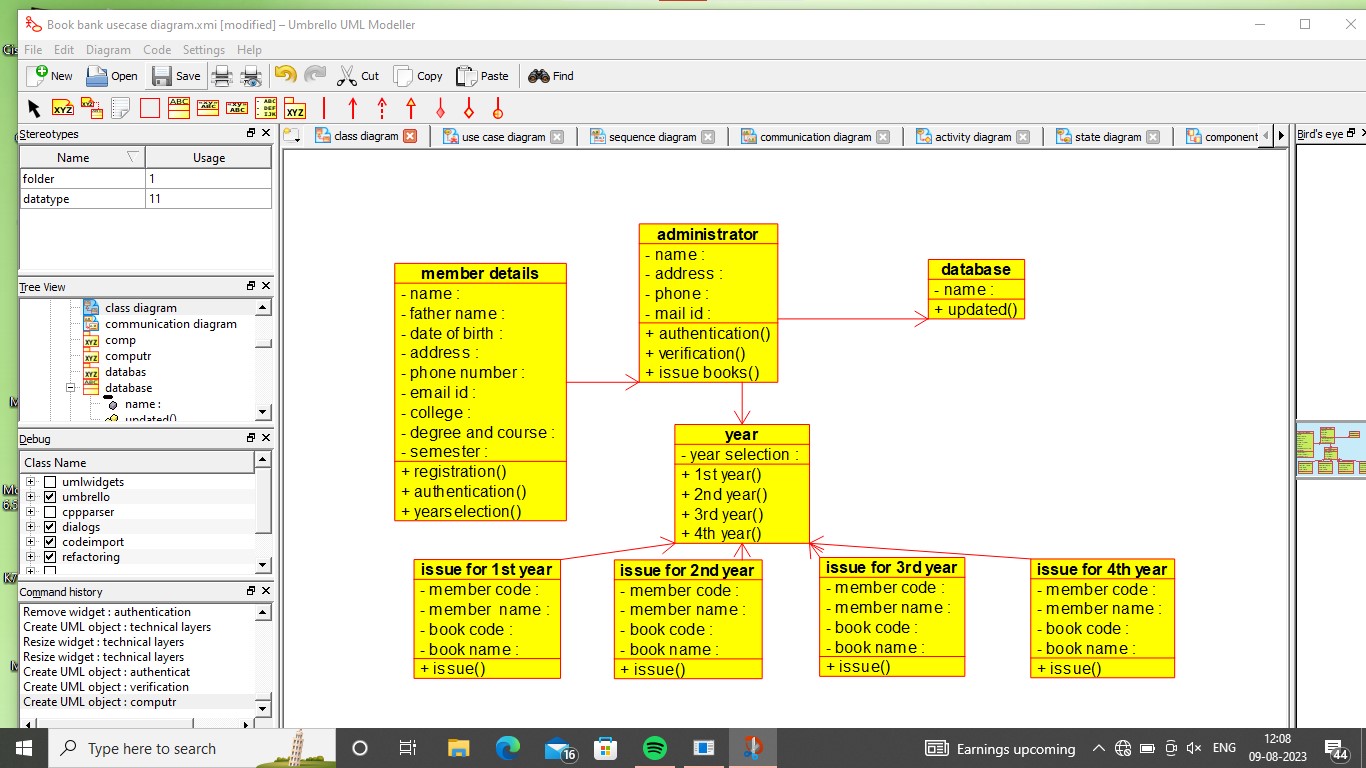 Book bank usecase diagram.xmi [modified] – Umbrello UML Modeller
File Edit Diagram Code Settings Help
New Open Save Cut Copy Paste Find
XYZ ABC XYZ
Stereotypes
Name Usage
folder 1
datatype 11
Tree View
class diagram
communication diagram
comp
computr
databas
database
name :
updated()
Debug
Class Name
umlwidgets
umbrello
cppparser
dialogs
codeimport
refactoring
Command history
Remove widget : authentication
Create UML object : technical layers
Resize widget : technical layers
Resize widget : technical layers
Create UML object : authenticat
Create UML object : verification
Create UML object : computr
class diagram use case diagram sequence diagram communication diagram activity diagram state diagram component
Bird's eye
member details
- name :
- father name :
- date of birth :
- address :
- phone number :
- email id :
- college :
- degree and course :
- semester :
+ registration()
+ authentication()
+ yearselection()
administrator
- name :
- address :
- phone :
- mail id :
+ authentication()
+ verification()
+ issue books()
database
- name :
+ updated()
year
- year selection :
+ 1st year()
+ 2nd year()
+ 3rd year()
+ 4th year()
issue for 1st year
- member code :
- member  name :
- book code :
- book name :
+ issue()
issue for 2nd year
- member code :
- member name :
- book code :
- book name :
+ issue()
issue for 3rd year
- member code :
- member name :
- book code :
- book name :
+ issue()
issue for 4th year
- member code :
- member name :
- book code :
- book name :
+ issue()
Type here to search
16
Earnings upcoming
ENG
12:08
09-08-2023
44